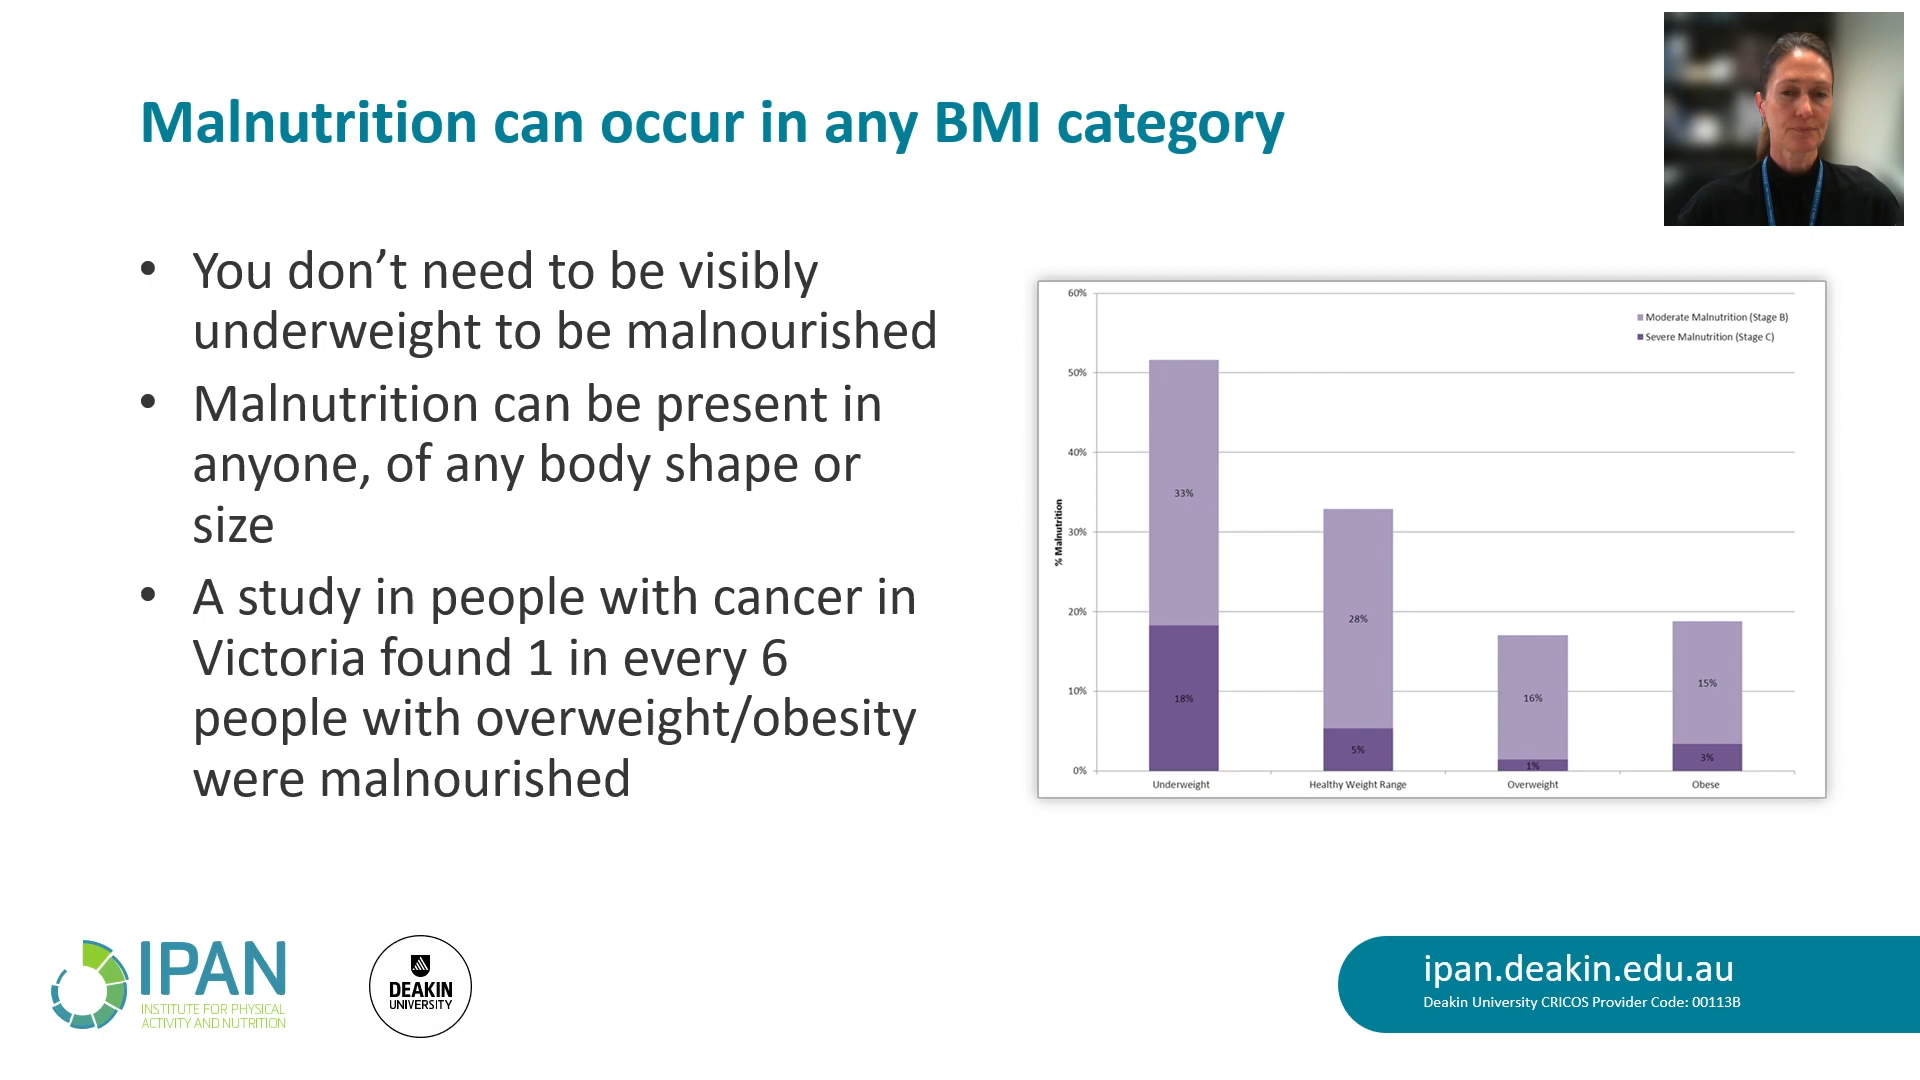 Malnutrition can occur in any BMI category
• You don’t need to be visibly
underweight to be malnourished
• Malnutrition can be present in
anyone, of any body shape or
size
• A study in people with cancer in
Victoria found 1 in every 6
people with overweight/obesity
were malnourished
60%
50%
40%
30%
20%
10%
0%
% Malnutrition
Moderate Malnutrition (Stage B)
Severe Malnutrition (Stage C)
33%
18%
28%
5%
16%
1%
15%
3%
Underweight
Healthy Weight Range
Overweight
Obese
IPAN
INSTITUTE FOR PHYSICAL
ACTIVITY AND NUTRITION
DEAKIN
UNIVERSITY
ipan.deakin.edu.au
Deakin University CRICOS Provider Code: 00113B